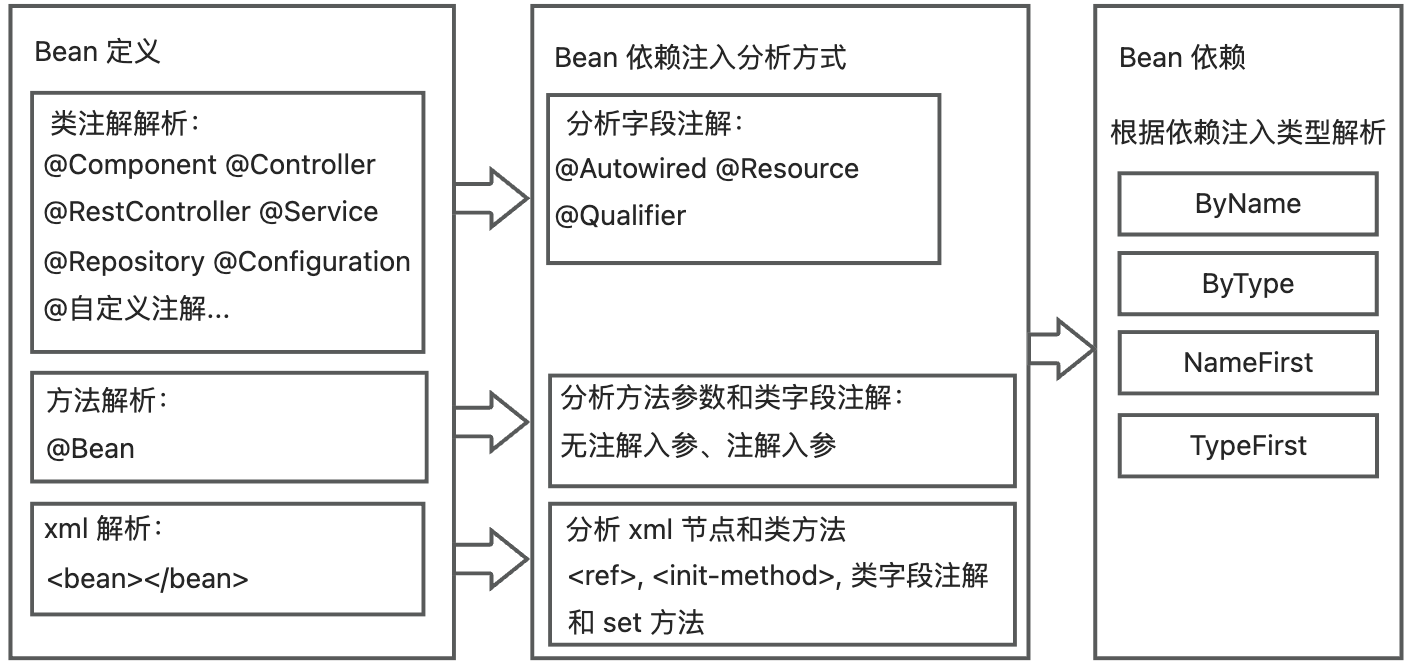 Bean 定义
类注解解析：
@Component @Controller
@RestController @Service
@Repository @Configuration
@自定义注解...
方法解析：
@Bean
xml 解析：
<bean></bean>
Bean 依赖注入分析方式
分析字段注解：
@Autowired @Resource
@Qualifier
分析方法参数和类字段注解：
无注解入参、注解入参
分析 xml 节点和类方法
<ref>, <init-method>, 类字段注解
和 set 方法
Bean 依赖
根据依赖注入类型解析
ByName
ByType
NameFirst
TypeFirst